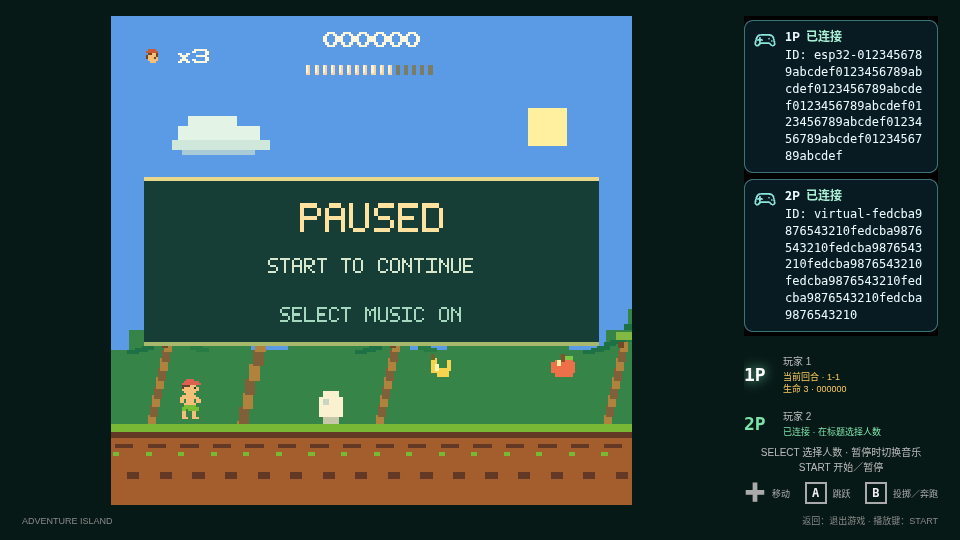 x3
000000
PAUSED
START TO CONTINUE
SELECT MUSIC ON
1P 已连接
ID: esp32-012345678
9abcdef0123456789ab
cdef0123456789abcde
f0123456789abcdef01
23456789abcdef01234
56789abcdef01234567
89abcdef
2P 已连接
ID: virtual-fedcba9
876543210fedcba9876
543210fedcba9876543
210fedcba9876543210
fedcba9876543210fed
cba9876543210fedcba
9876543210
1P
玩家 1
当前回合 · 1-1
生命 3 · 000000
2P
玩家 2
已连接 · 在标题选择人数
SELECT 选择人数 · 暂停时切换音乐
START 开始／暂停
移动
A 跳跃
B 投掷／奔跑
ADVENTURE ISLAND
返回：退出游戏 · 播放键：START